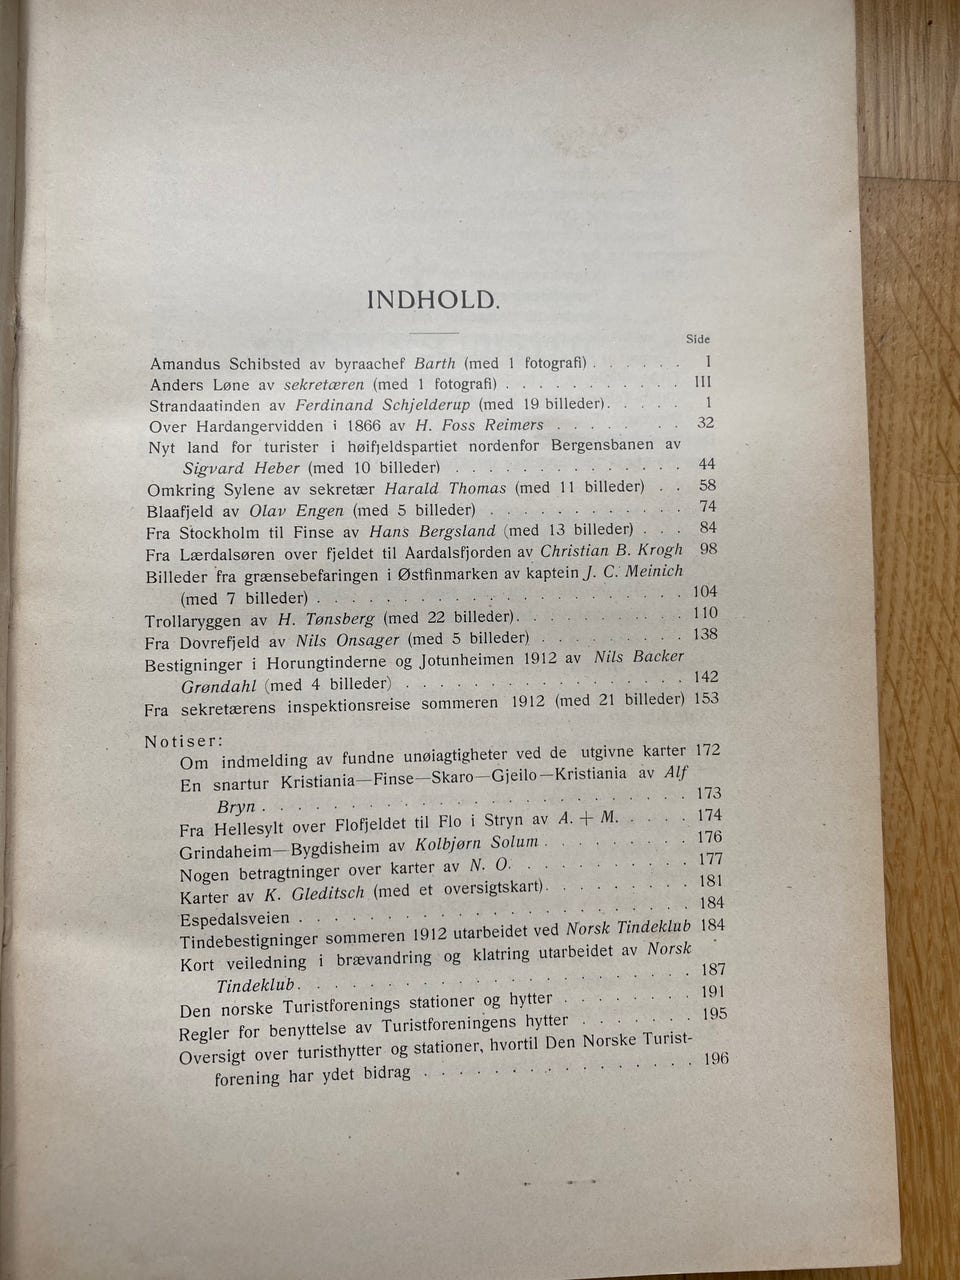 INDHOLD.
Side
Amandus Schibsted av byraachef Barth (med 1 fotografi) . . . . . . I
Anders Løne av sekretæren (med 1 fotografi) . . . . . . . . . . . III
Strandaatinden av Ferdinand Schjelderup (med 19 billeder). . . . . 1
Over Hardangervidden i 1866 av H. Foss Reimers . . . . . . . 32
Nyt land for turister i høifjeldspartiet nordenfor Bergensbanen av
Sigvard Heber (med 10 billeder) . . . . . . . . . . . . . 44
Omkring Sylene av sekretær Harald Thomas (med 11 billeder) . . 58
Blaafjeld av Olav Engen (med 5 billeder) . . . . . . . . . . . 74
Fra Stockholm til Finse av Hans Bergsland (med 13 billeder) . . . 84
Fra Lærdalsøren over fjeldet til Aardalsfjorden av Christian B. Krogh 98
Billeder fra grænsebefaringen i Østfinmarken av kaptein J. C. Meinich
(med 7 billeder) . . . . . . . . . . . . . . . . . . . . . 104
Trollaryggen av H. Tønsberg (med 22 billeder). . . . . . . . . . . 110
Fra Dovrefjeld av Nils Onsager (med 5 billeder) . . . . . . . . . 138
Bestigninger i Horungtinderne og Jotunheimen 1912 av Nils Backer
Grøndahl (med 4 billeder) . . . . . . . . . . . . . . . . 142
Fra sekretærens inspektionsreise sommeren 1912 (med 21 billeder) 153
Notiser:
Om indmelding av fundne unøiagtigheter ved de utgivne karter 172
En snartur Kristiania—Finse—Skaro—Gjeilo—Kristiania av Alf
Bryn . . . . . . . . . . . . . . . . . . . . . . . . 173
Fra Hellesylt over Flofjeldet til Flo i Stryn av A. + M. . . . . 174
Grindaheim—Bygdisheim av Kolbjørn Solum . . . . . . . . . 176
Nogen betragtninger over karter av N. O. . . . . . . . . . . 177
Karter av K. Gleditsch (med et oversigtskart). . . . . . . . . 181
Espedalsveien . . . . . . . . . . . . . . . . . . . . . . 184
Tindebestigninger sommeren 1912 utarbeidet ved Norsk Tindeklub 184
Kort veiledning i brævandring og klatring utarbeidet av Norsk
Tindeklub. . . . . . . . . . . . . . . . . . . . . . 187
Den norske Turistforenings stationer og hytter . . . . . . . . 191
Regler for benyttelse av Turistforeningens hytter . . . . . . . 195
Oversigt over turisthytter og stationer, hvortil Den Norske Turist-
forening har ydet bidrag . . . . . . . . . . . . . . . . 196